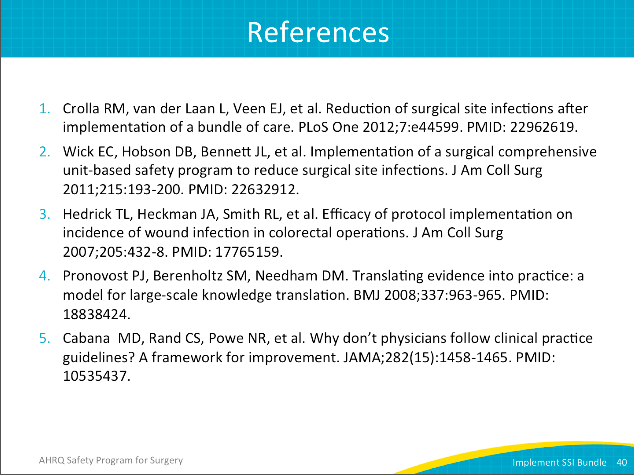 References
1. Crolla RM, van der Laan L, Veen EJ, et al. Reduction of surgical site infections after
implementation of a bundle of care. PLoS One 2012;7:e44599. PMID: 22962619.
2. Wick EC, Hobson DB, Bennett JL, et al. Implementation of a surgical comprehensive
unit-based safety program to reduce surgical site infections. J Am Coll Surg
2011;215:193-200. PMID: 22632912.
3. Hedrick TL, Heckman JA, Smith RL, et al. Efficacy of protocol implementation on
incidence of wound infection in colorectal operations. J Am Coll Surg
2007;205:432-8. PMID: 17765159.
4. Pronovost PJ, Berenholtz SM, Needham DM. Translating evidence into practice: a
model for large-scale knowledge translation. BMJ 2008;337:963-965. PMID:
18838424.
5. Cabana  MD, Rand CS, Powe NR, et al. Why don’t physicians follow clinical practice
guidelines? A framework for improvement. JAMA;282(15):1458-1465. PMID:
10535437.
AHRQ Safety Program for Surgery
Implement SSI Bundle 40